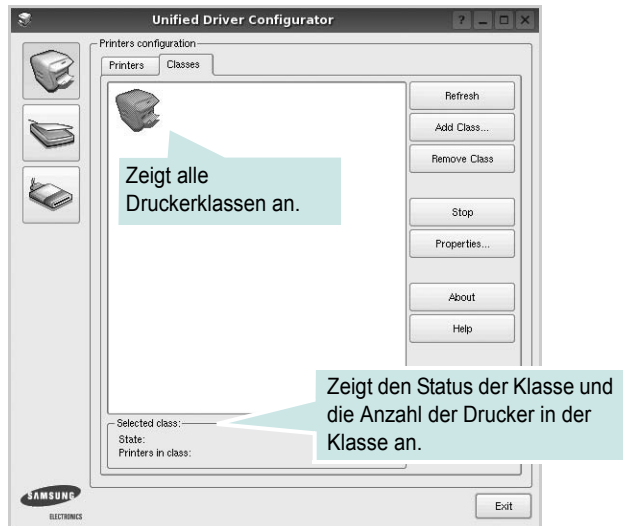 Unified Driver Configurator
Printers configuration
Printers
Classes
Refresh
Add Class...
Remove Class
Stop
Properties...
About
Help
Zeigt alle
Druckerklassen an.
Zeigt den Status der Klasse und
die Anzahl der Drucker in der
Klasse an.
Selected class:
State:
Printers in class:
SAMSUNG
ELECTRONICS
Exit